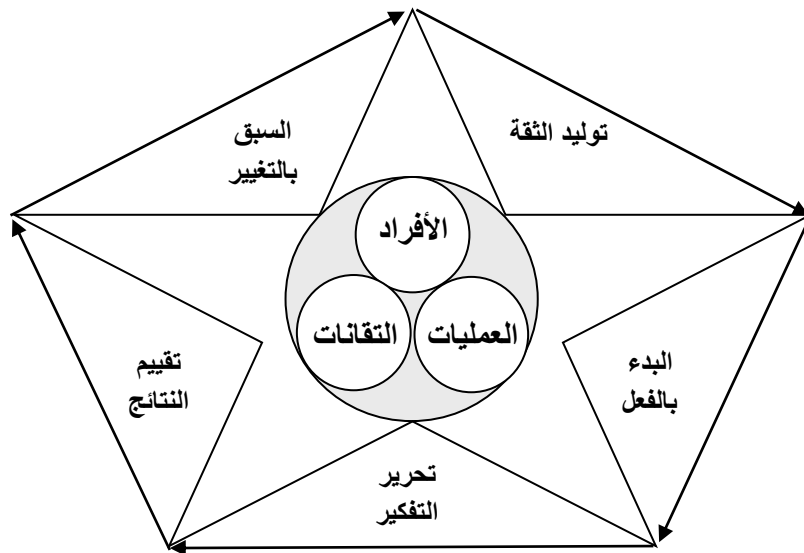 السبق
بالتغيير
توليد الثقة
الأفراد
العمليات
التقانات
البدء
بالفعل
تقييم
النتائج
تحرير
التفكير